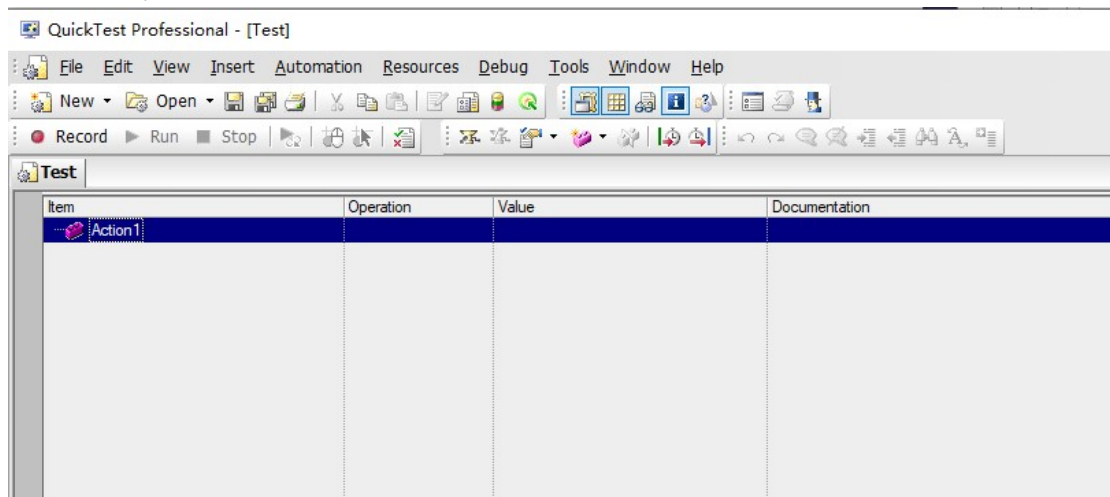 QuickTest Professional - [Test]
File Edit View Insert Automation Resources Debug Tools Window Help
New Open
Record Run Stop
Test
Item Operation Value Documentation
Action1